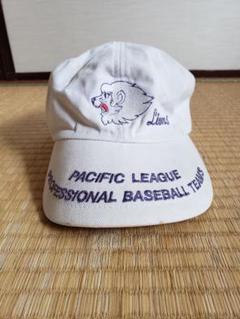 Lions
PACIFIC LEAGUE
PROFESSIONAL BASEBALL TEAMS